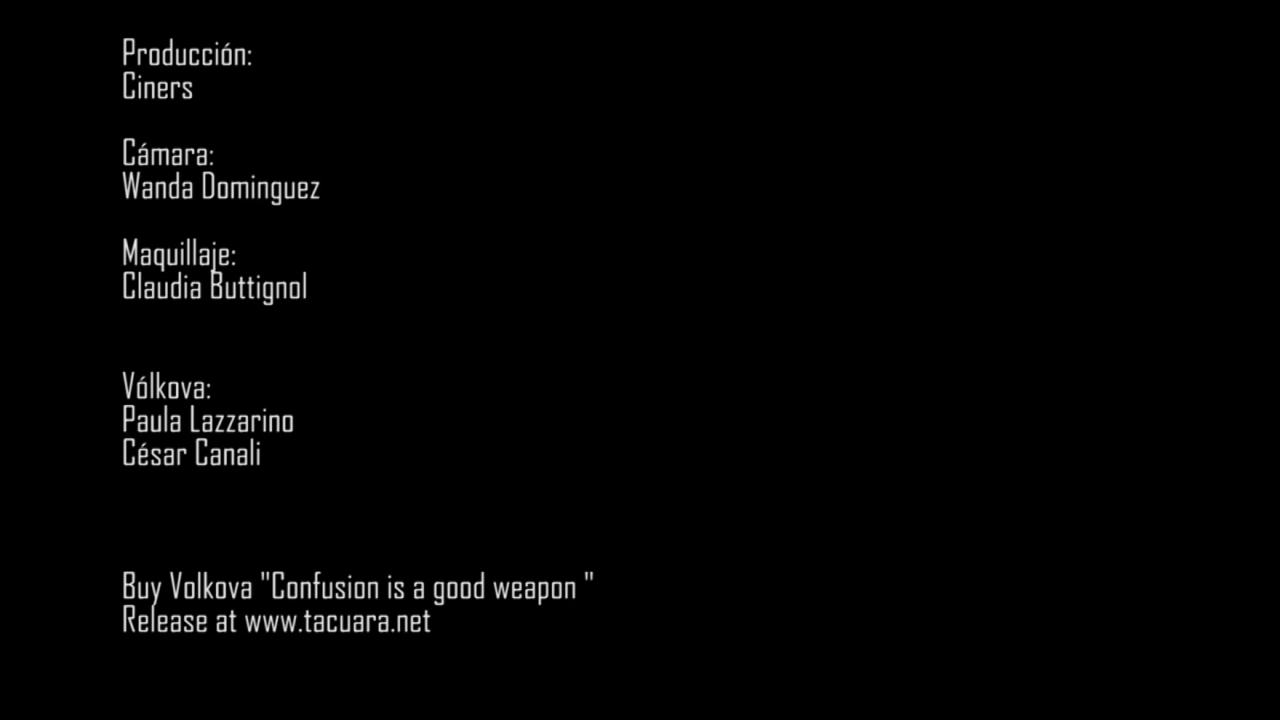 Producción:
Ciners
Cámara:
Wanda Dominguez
Maquillaje:
Claudia Buttignol
Vólkova:
Paula Lazzarino
César Canali
Buy Volkova "Confusion is a good weapon "
Release at www.tacuara.net